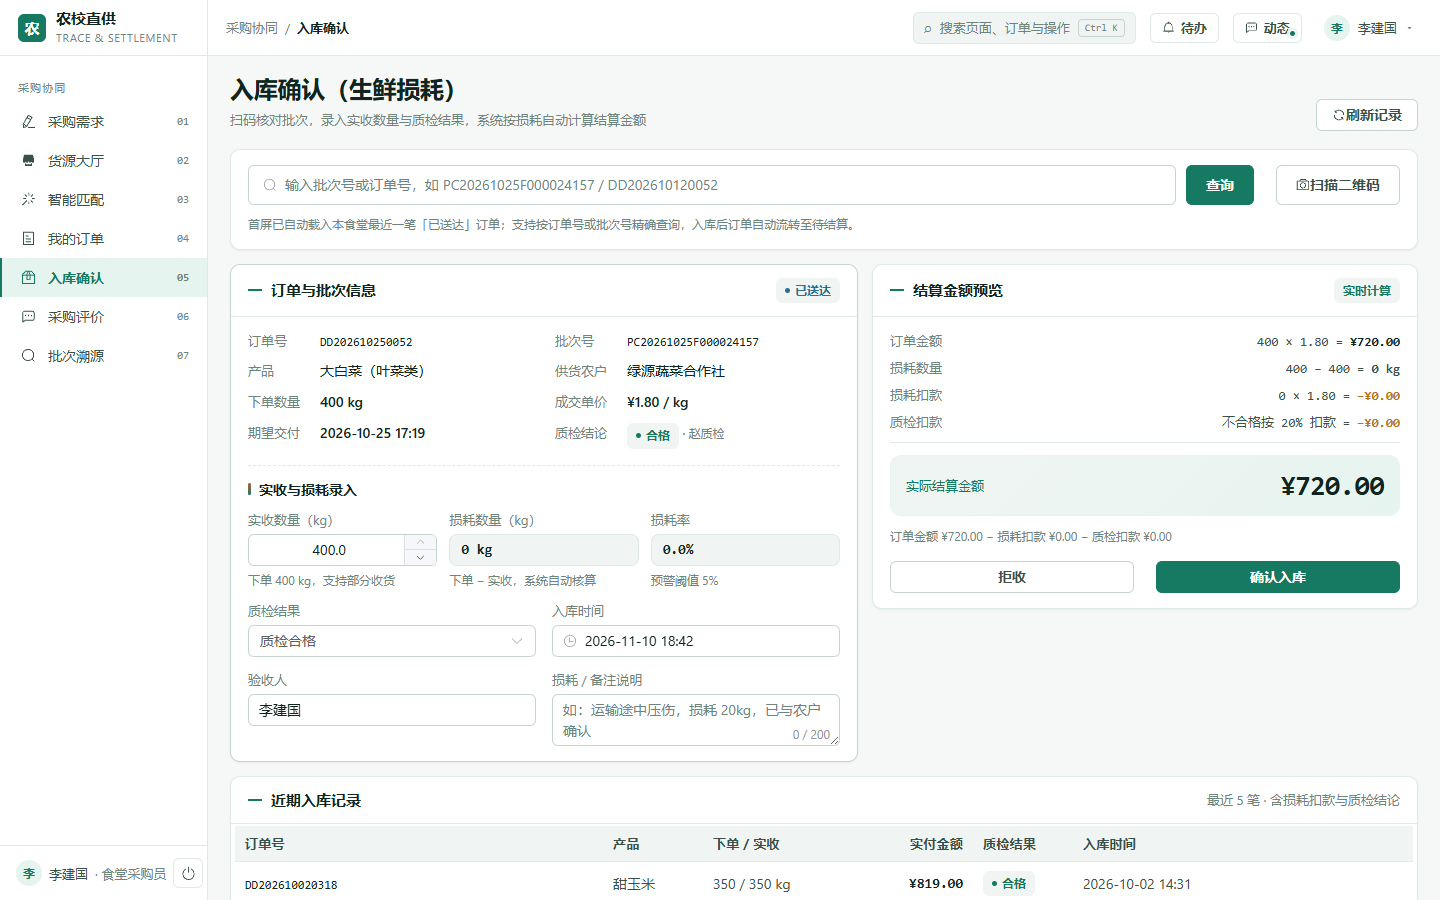 农 农校直供
TRACE & SETTLEMENT
采购协同 / 入库确认
搜索页面、订单与操作 Ctrl K
待办
动态
李 李建国
采购协同
采购需求 01
货源大厅 02
智能匹配 03
我的订单 04
入库确认 05
采购评价 06
批次溯源 07
李 李建国 · 食堂采购员
入库确认（生鲜损耗）
扫码核对批次，录入实收数量与质检结果，系统按损耗自动计算结算金额
刷新记录
输入批次号或订单号，如 PC20261025F000024157 / DD202610120052
查询
扫描二维码
首屏已自动载入本食堂最近一笔「已送达」订单；支持按订单号或批次号精确查询，入库后订单自动流转至待结算。
订单与批次信息 已送达
订单号 DD202610250052 批次号 PC20261025F000024157
产品 大白菜（叶菜类） 供货农户 绿源蔬菜合作社
下单数量 400 kg 成交单价 ¥1.80 / kg
期望交付 2026-10-25 17:19 质检结论 合格 · 赵质检
实收与损耗录入
实收数量（kg） 损耗数量（kg） 损耗率
400.0 0 kg 0.0%
下单 400 kg，支持部分收货 下单 − 实收，系统自动核算 预警阈值 5%
质检结果 入库时间
质检合格 2026-11-10 18:42
验收人 损耗 / 备注说明
李建国 如：运输途中压伤，损耗 20kg，已与农户
确认
0 / 200
结算金额预览 实时计算
订单金额 400 × 1.80 = ¥720.00
损耗数量 400 − 400 = 0 kg
损耗扣款 0 × 1.80 = −¥0.00
质检扣款 不合格按 20% 扣款 = −¥0.00
实际结算金额 ¥720.00
订单金额 ¥720.00 − 损耗扣款 ¥0.00 − 质检扣款 ¥0.00
拒收 确认入库
近期入库记录 最近 5 笔 · 含损耗扣款与质检结论
订单号 产品 下单 / 实收 实付金额 质检结果 入库时间
DD202610020318 甜玉米 350 / 350 kg ¥819.00 合格 2026-10-02 14:31